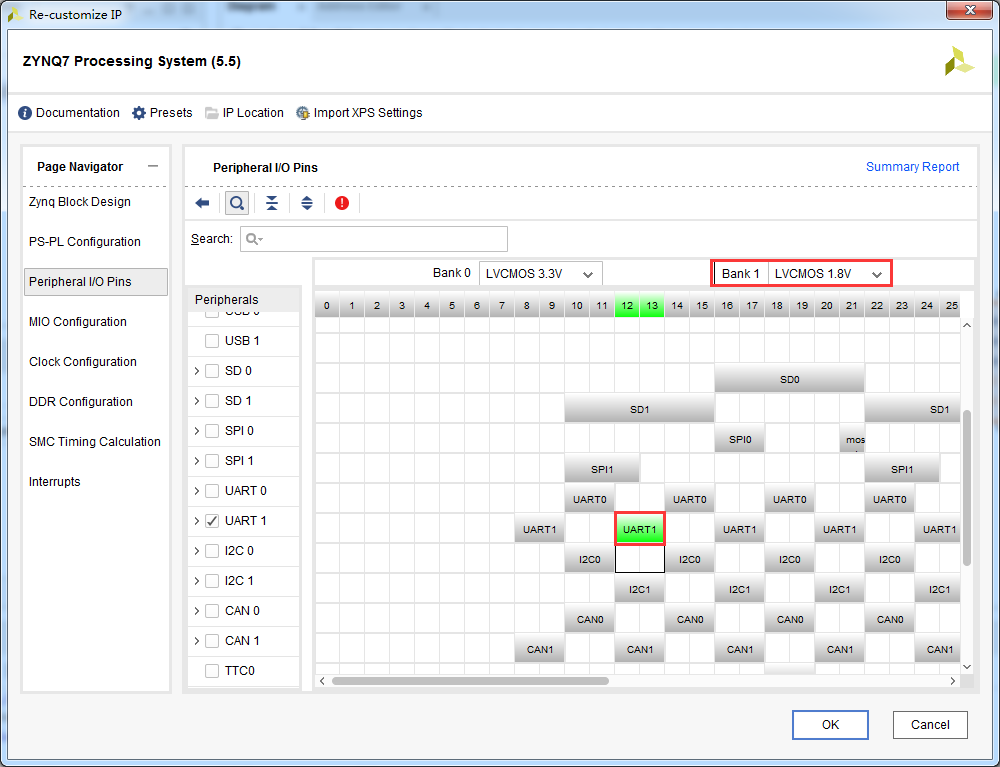 Re-customize IP
ZYNQ7 Processing System (5.5)
Documentation Presets IP Location Import XPS Settings
Page Navigator
Zynq Block Design
PS-PL Configuration
Peripheral I/O Pins
MIO Configuration
Clock Configuration
DDR Configuration
SMC Timing Calculation
Interrupts
Peripheral I/O Pins
Summary Report
Search:
Bank 0 LVCMOS 3.3V Bank 1 LVCMOS 1.8V
Peripherals 0 1 2 3 4 5 6 7 8 9 10 11 12 13 14 15 16 17 18 19 20 21 22 23 24 25
USB 0
USB 1
SD 0 SD0
SD 1 SD1 SD1
SPI 0 SPI0 mos
SPI 1 SPI1 SPI1
UART 0 UART0 UART0 UART0 UART0
UART 1 UART1 UART1 UART1 UART1 UART1
I2C 0 I2C0 I2C0 I2C0 I2C0
I2C 1 I2C1 I2C1 I2C1 I2C1
CAN 0 CAN0 CAN0 CAN0 CAN0
CAN 1 CAN1 CAN1 CAN1 CAN1 CAN1
TTC0
OK Cancel